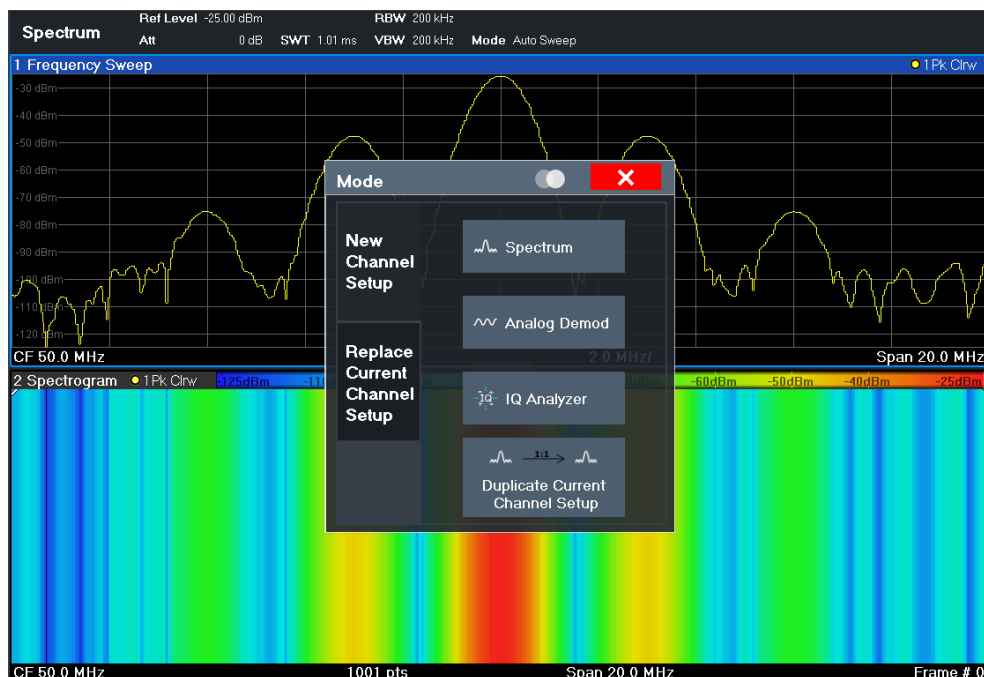 Spectrum
Ref Level -25.00 dBm RBW 200 kHz
Att 0 dB SWT 1.01 ms VBW 200 kHz Mode Auto Sweep
1 Frequency Sweep 1Pk Clrw
-30 dBm
-40 dBm
-50 dBm
-60 dBm
-70 dBm
-80 dBm
-90 dBm
-100 dBm
-110 dBm
-120 dBm
CF 50.0 MHz 2.0 MHz/ Span 20.0 MHz
Mode
New
Channel
Setup
Replace
Current
Channel
Setup
Spectrum
Analog Demod
IQ
IQ Analyzer
1:1
Duplicate Current
Channel Setup
2 Spectrogram 1Pk Clrw -125dBm -60dBm -50dBm -40dBm -25dBm
CF 50.0 MHz 1001 pts Span 20.0 MHz Frame # 0